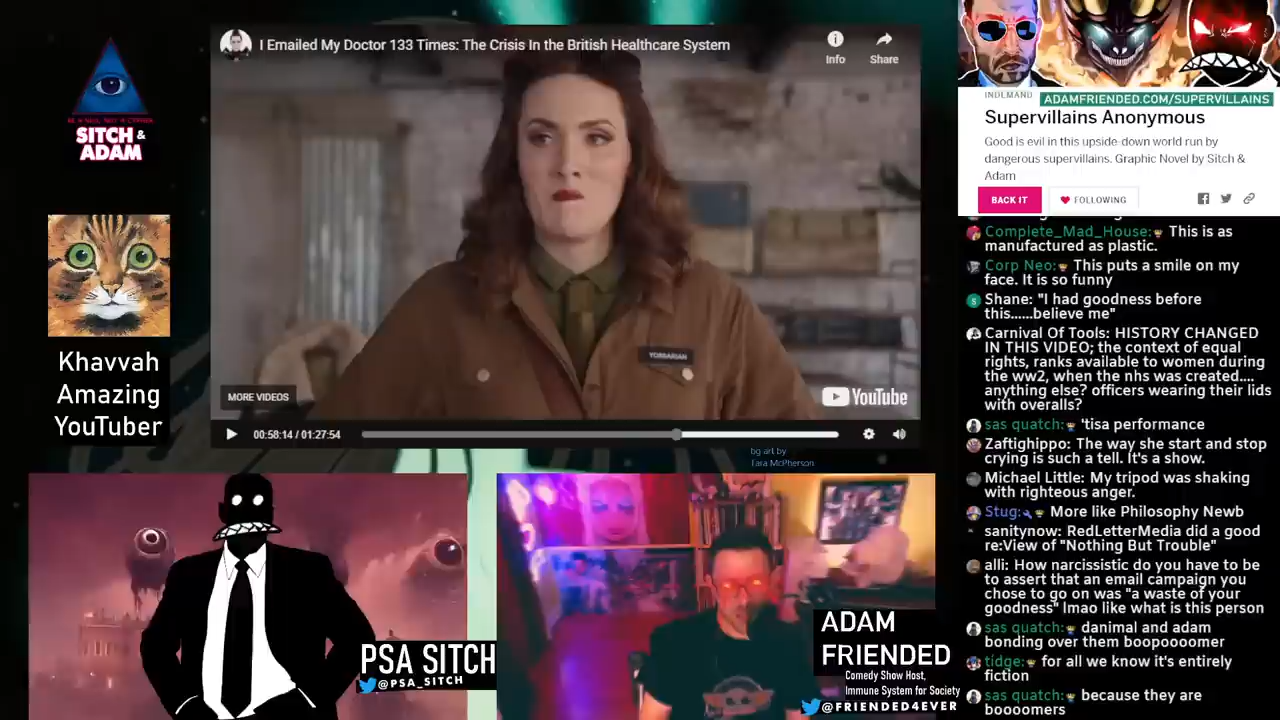 I Emailed My Doctor 133 Times: The Crisis In the British Healthcare System
Info
Share
MORE VIDEOS
YouTube
00:58:14 / 01:27:54
SITCH &
ADAM
Khavvah
Amazing
YouTuber
bg art by
Tara McPherson
PSA SITCH
@PSA_SITCH
ADAM
FRIENDED
Comedy Show Host,
Immune System for Society
@FRIENDED4EVER
INDEMAND
ADAMFRIENDED.COM/SUPERVILLAINS
Supervillains Anonymous
Good is evil in this upside-down world run by
dangerous supervillains. Graphic Novel by Sitch &
Adam
BACK IT
FOLLOWING
Complete_Mad_House: This is as
manufactured as plastic.
Corp Neo: This puts a smile on my
face. It is so funny
Shane: "I had goodness before
this......believe me"
Carnival Of Tools: HISTORY CHANGED
IN THIS VIDEO; the context of equal
rights, ranks available to women during
the ww2, when the nhs was created....
anything else? officers wearing their lids
with overalls?
sas quatch: 'tisa performance
Zaftighippo: The way she start and stop
crying is such a tell. It's a show.
Michael Little: My tripod was shaking
with righteous anger.
Stug: More like Philosophy Newb
sanitynow: RedLetterMedia did a good
re:View of "Nothing But Trouble"
alli: How narcissistic do you have to be
to assert that an email campaign you
chose to go on was "a waste of your
goodness" lmao like what is this person
sas quatch: danimal and adam
bonding over them boopoooomer
tidge: for all we know it's entirely
fiction
sas quatch: because they are
boooomers